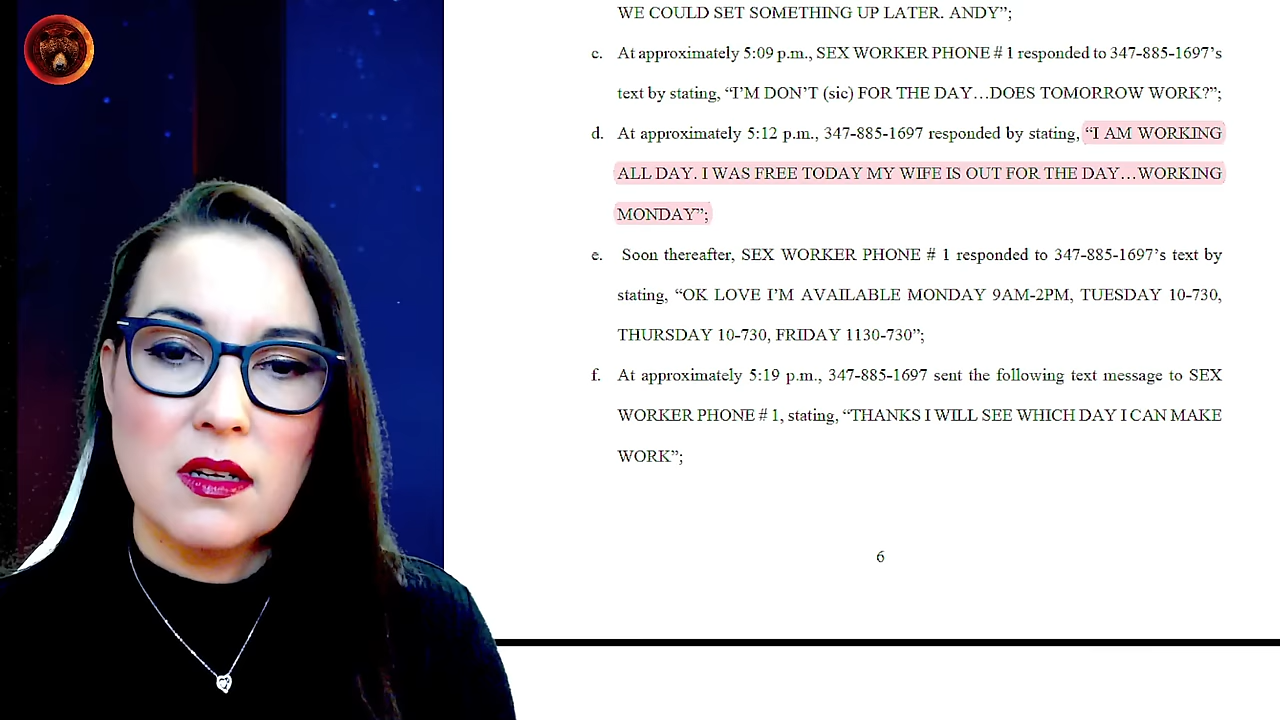 WE COULD SET SOMETHING UP LATER. ANDY”;
c. At approximately 5:09 p.m., SEX WORKER PHONE # 1 responded to 347-885-1697’s
text by stating, “I’M DON’T (sic) FOR THE DAY…DOES TOMORROW WORK?”;
d. At approximately 5:12 p.m., 347-885-1697 responded by stating, “I AM WORKING
ALL DAY. I WAS FREE TODAY MY WIFE IS OUT FOR THE DAY…WORKING
MONDAY”;
e. Soon thereafter, SEX WORKER PHONE # 1 responded to 347-885-1697’s text by
stating, “OK LOVE I’M AVAILABLE MONDAY 9AM-2PM, TUESDAY 10-730,
THURSDAY 10-730, FRIDAY 1130-730”;
f. At approximately 5:19 p.m., 347-885-1697 sent the following text message to SEX
WORKER PHONE # 1, stating, “THANKS I WILL SEE WHICH DAY I CAN MAKE
WORK”;
6